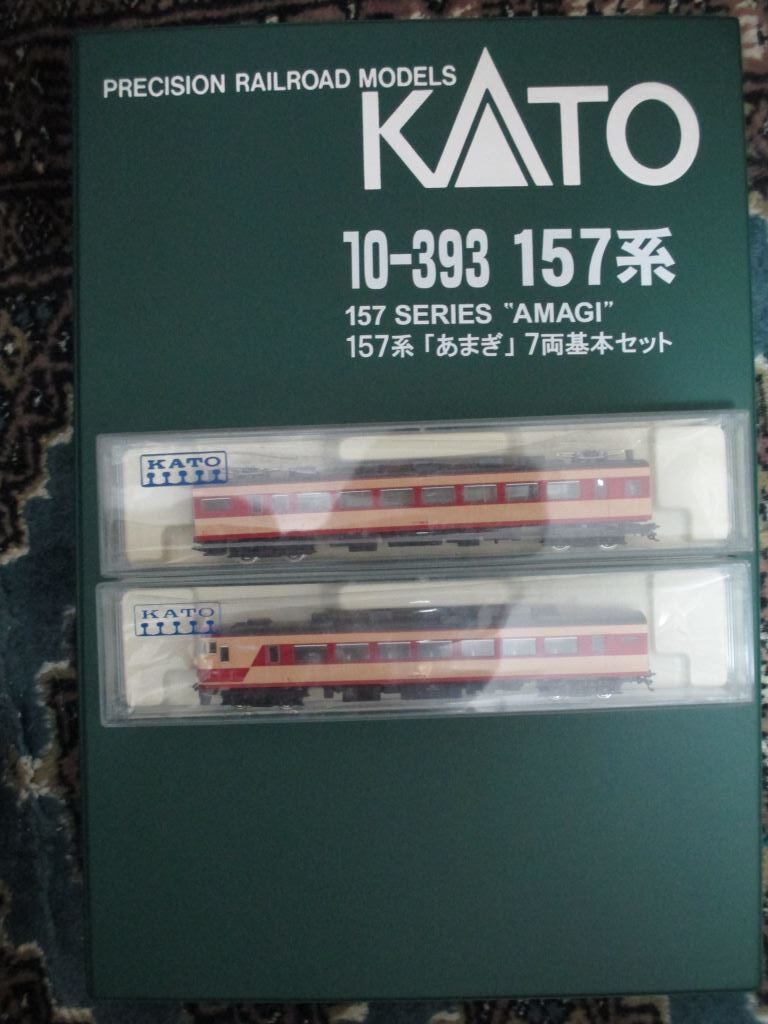 PRECISION RAILROAD MODELS
KATO
10-393 157系
157 SERIES "AMAGI"
157系「あまぎ」7両基本セット
KATO
KATO